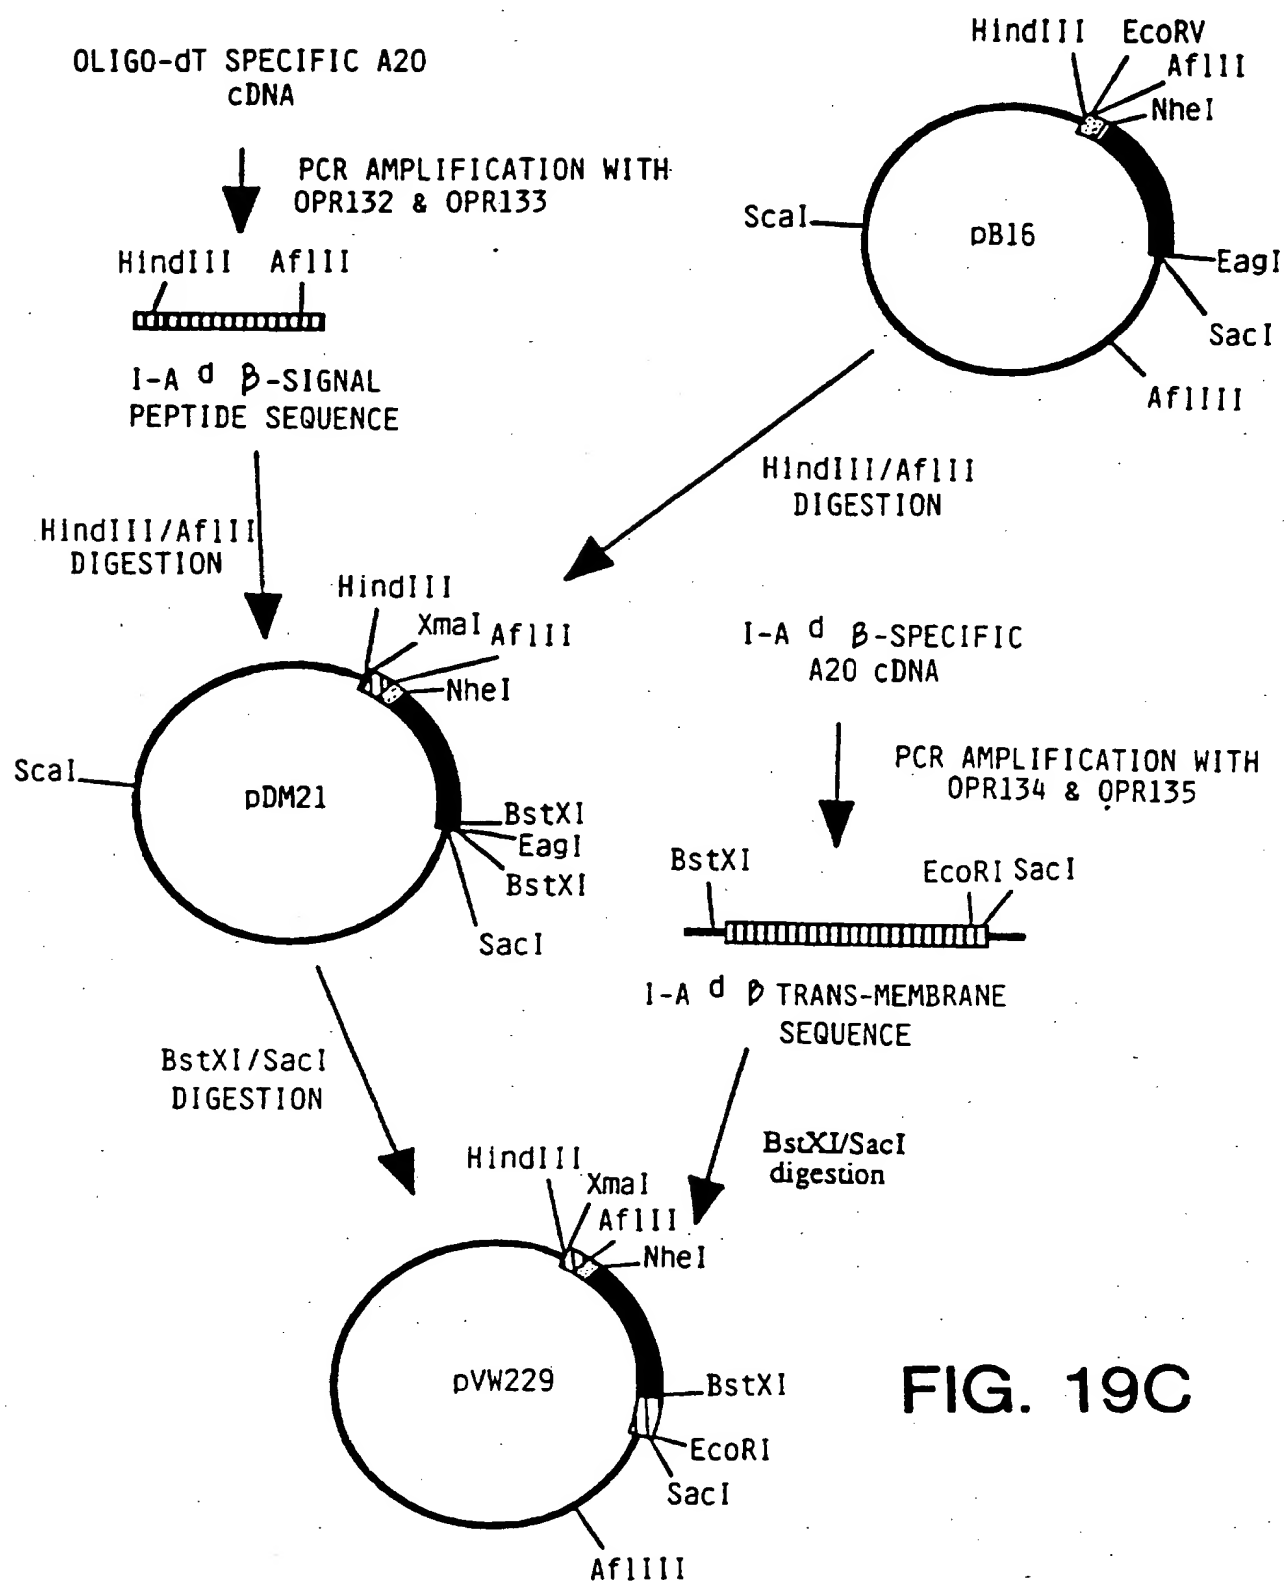 OLIGO-dT SPECIFIC A20
cDNA
PCR AMPLIFICATION WITH
OPR132 & OPR133
HindIII AflII
I-A d β-SIGNAL
PEPTIDE SEQUENCE
HindIII/AflII
DIGESTION
HindIII EcoRV
AflII
NheI
ScaI
pB16
EagI
SacI
AflIII
HindIII/AflII
DIGESTION
HindIII
XmaI AflII
NheI
ScaI
pDM21
BstXI
EagI
BstXI
SacI
I-A d β-SPECIFIC
A20 cDNA
PCR AMPLIFICATION WITH
OPR134 & OPR135
BstXI
EcoRI SacI
I-A d β TRANS-MEMBRANE
SEQUENCE
BstXI/SacI
DIGESTION
BstXI/SacI
digestion
HindIII
XmaI
AflII
NheI
pVW229
BstXI
EcoRI
SacI
AflIII
FIG. 19C